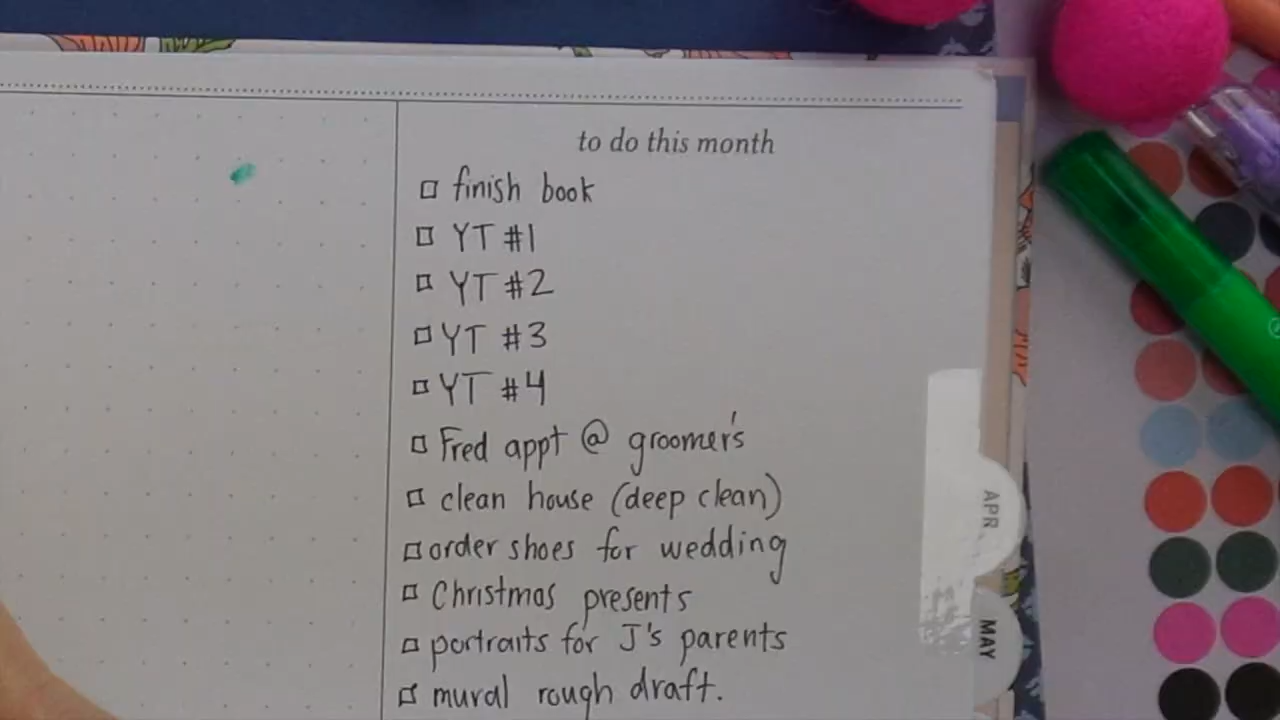 to do this month
finish book
YT #1
YT #2
YT #3
YT #4
Fred appt @ groomer's
clean house (deep clean)
order shoes for wedding
Christmas presents
portraits for J's parents
mural rough draft.
APR
MAY